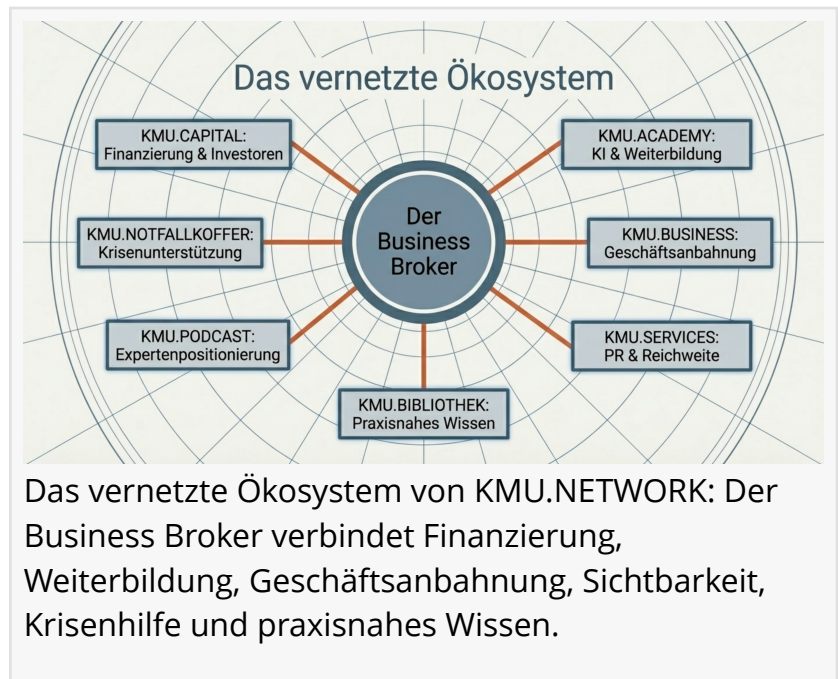 Das vernetzte Ökosystem
KMU.CAPITAL:
Finanzierung & Investoren
KMU.ACADEMY:
KI & Weiterbildung
KMU.NOTFALLKOFFER:
Krisenunterstützung
Der
Business
Broker
KMU.BUSINESS:
Geschäftsanbahnung
KMU.PODCAST:
Expertenpositionierung
KMU.SERVICES:
PR & Reichweite
KMU.BIBLIOTHEK:
Praxisnahes Wissen
Das vernetzte Ökosystem von KMU.NETWORK: Der
Business Broker verbindet Finanzierung,
Weiterbildung, Geschäftsanbahnung, Sichtbarkeit,
Krisenhilfe und praxisnahes Wissen.